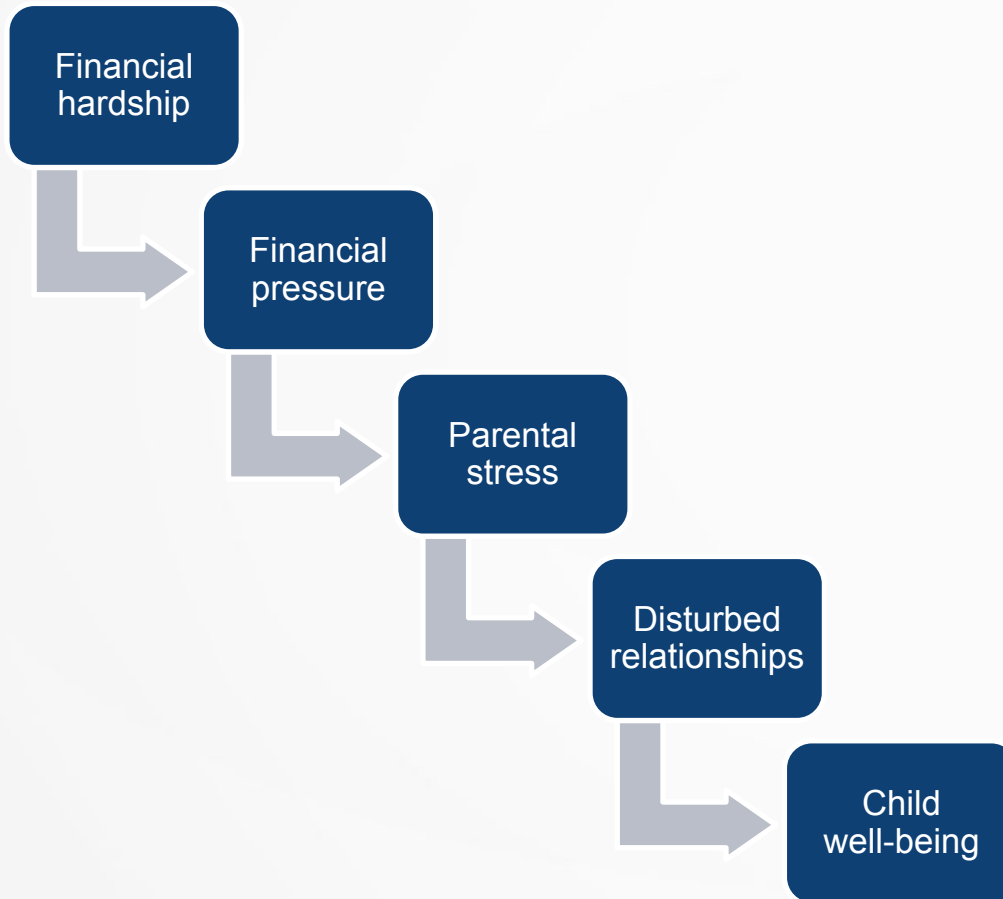 Financial
hardship
Financial
pressure
Parental
stress
Disturbed
relationships
Child
well-being